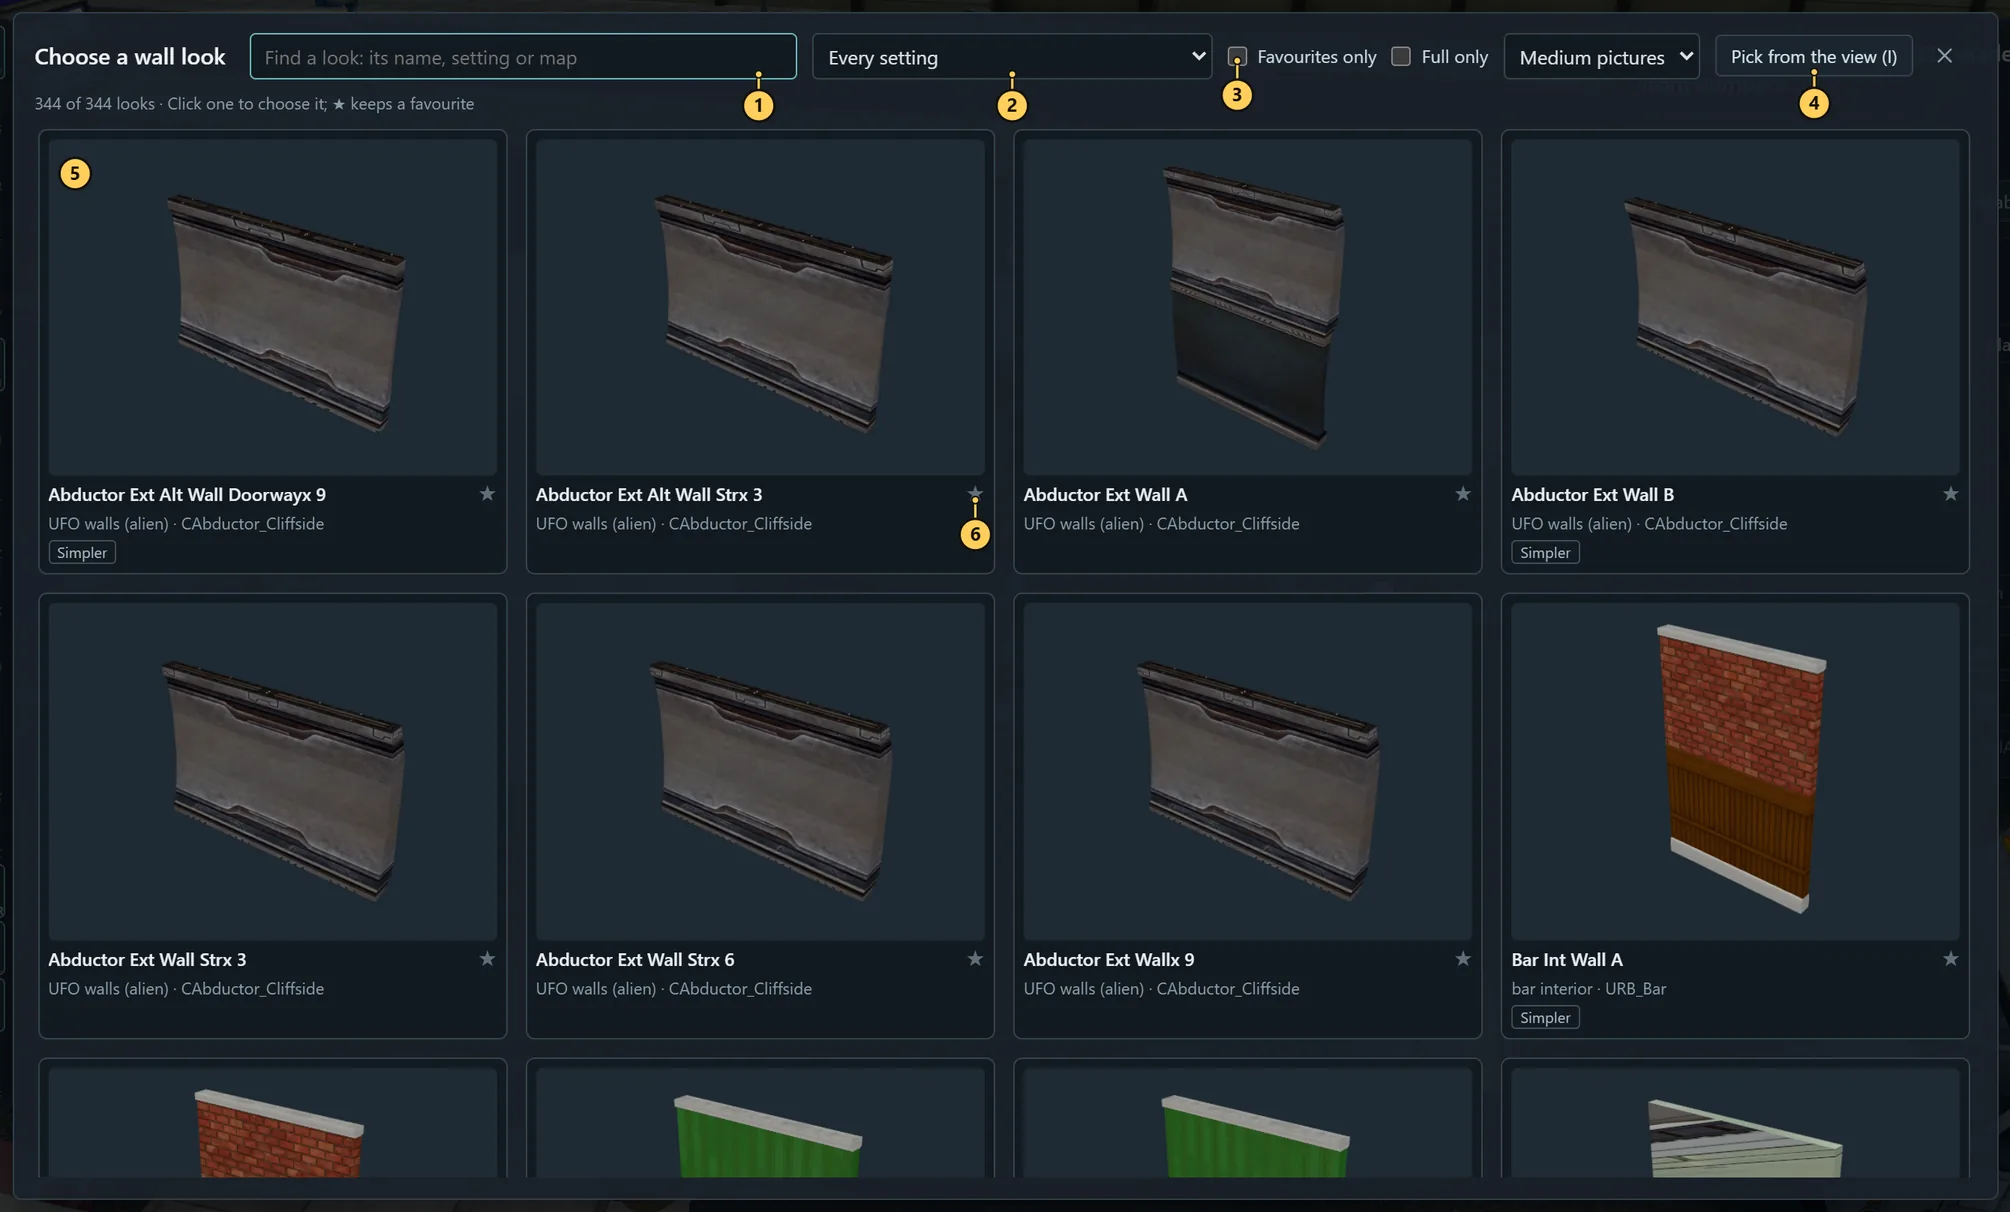 Choose a wall look
Find a look: its name, setting or map
Every setting
Favourites only
Full only
Medium pictures
Pick from the view (I)
1
2
3
4
344 of 344 looks · Click one to choose it; ★ keeps a favourite
5
Abductor Ext Alt Wall Doorwayx 9 ★
UFO walls (alien) · CAbductor_Cliffside
Simpler
Abductor Ext Alt Wall Strx 3 ★
UFO walls (alien) · CAbductor_Cliffside
6
Abductor Ext Wall A ★
UFO walls (alien) · CAbductor_Cliffside
Abductor Ext Wall B ★
UFO walls (alien) · CAbductor_Cliffside
Simpler
Abductor Ext Wall Strx 3 ★
UFO walls (alien) · CAbductor_Cliffside
Abductor Ext Wall Strx 6 ★
UFO walls (alien) · CAbductor_Cliffside
Abductor Ext Wallx 9 ★
UFO walls (alien) · CAbductor_Cliffside
Bar Int Wall A ★
bar interior · URB_Bar
Simpler